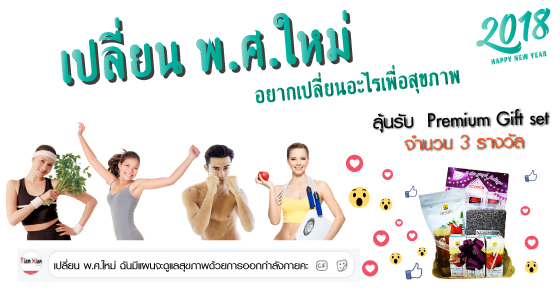 เปลี่ยน พ.ศ.ใหม่
อยากเปลี่ยนอะไรเพื่อสุขภาพ
2018
HAPPY NEW YEAR
ลุ้นรับ Premium Gift set
จำนวน 3 รางวัล
Tian Xian
เปลี่ยน พ.ศ.ใหม่ ฉันมีแผนจะดูแลสุขภาพด้วยการออกกำลังกายค่ะ
GIF